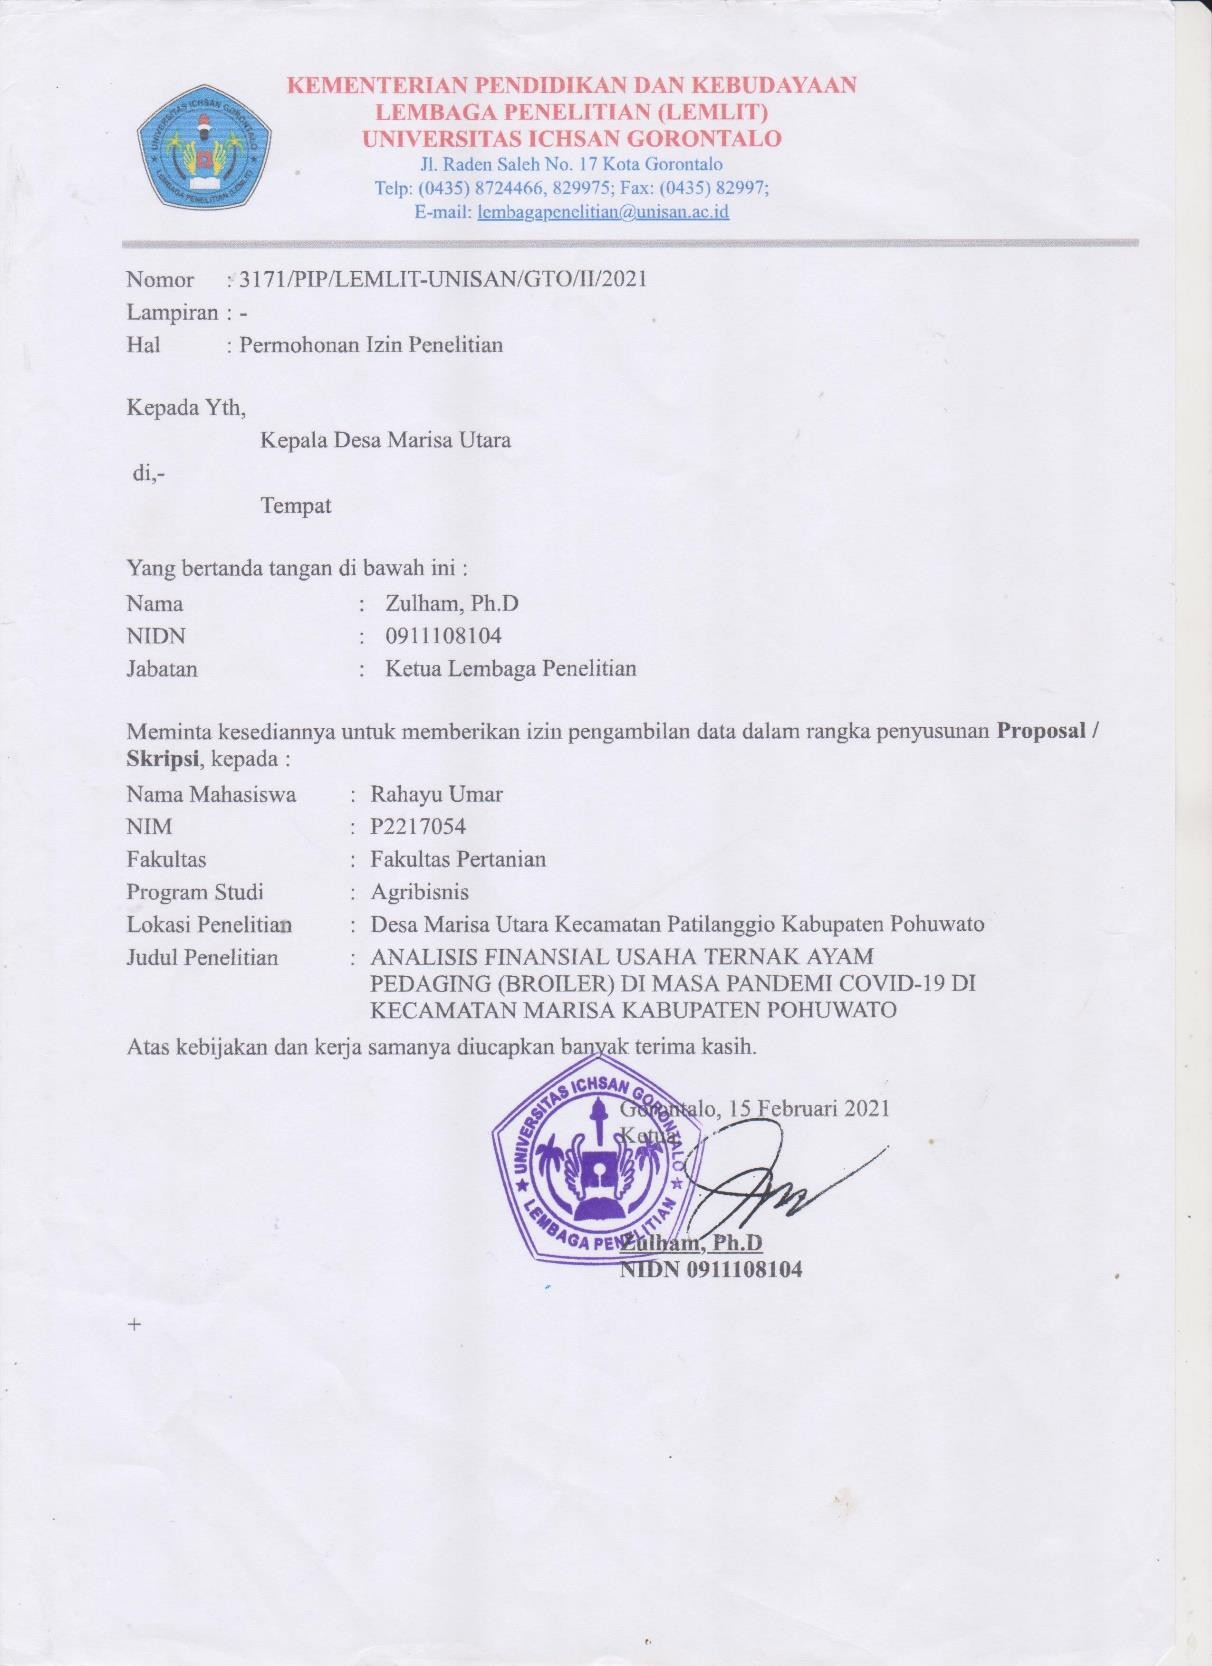 KEMENTERIAN PENDIDIKAN DAN KEBUDAYAAN
LEMBAGA PENELITIAN (LEMLIT)
UNIVERSITAS ICHSAN GORONTALO
Jl. Raden Saleh No. 17 Kota Gorontalo
Telp: (0435) 8724466, 829975; Fax: (0435) 82997;
E-mail: lembagapenelitian@unisan.ac.id
UNIVERSITAS ICHSAN GORONTALO
LEMBAGA PENELITIAN (LEMLIT)
Nomor : 3171/PIP/LEMLIT-UNISAN/GTO/II/2021
Lampiran : -
Hal : Permohonan Izin Penelitian
Kepada Yth,
Kepala Desa Marisa Utara
di,-
Tempat
Yang bertanda tangan di bawah ini :
Nama : Zulham, Ph.D
NIDN : 0911108104
Jabatan : Ketua Lembaga Penelitian
Meminta kesediannya untuk memberikan izin pengambilan data dalam rangka penyusunan Proposal /
Skripsi, kepada :
Nama Mahasiswa : Rahayu Umar
NIM : P2217054
Fakultas : Fakultas Pertanian
Program Studi : Agribisnis
Lokasi Penelitian : Desa Marisa Utara Kecamatan Patilanggio Kabupaten Pohuwato
Judul Penelitian : ANALISIS FINANSIAL USAHA TERNAK AYAM
PEDAGING (BROILER) DI MASA PANDEMI COVID-19 DI
KECAMATAN MARISA KABUPATEN POHUWATO
Atas kebijakan dan kerja samanya diucapkan banyak terima kasih.
Gorontalo, 15 Februari 2021
Ketua,
UNIVERSITAS ICHSAN GORONTALO
LEMBAGA PENELITIAN
Zulham, Ph.D
NIDN 0911108104
+